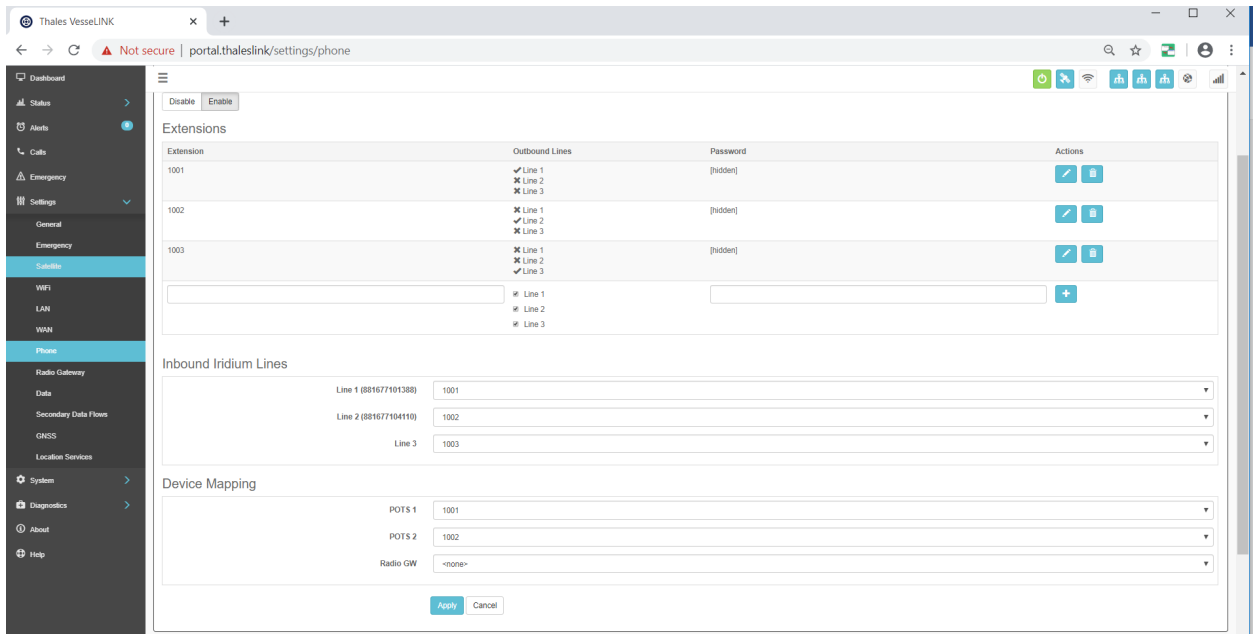 Thales VesseLINK
Not secure | portal.thaleslink/settings/phone
Dashboard
Status
Alerts 0
Calls
Emergency
Settings
General
Emergency
Satellite
WiFi
LAN
WAN
Phone
Radio Gateway
Data
Secondary Data Flows
GNSS
Location Services
System
Diagnostics
About
Help
Disable Enable
Extensions
Extension Outbound Lines Password Actions
1001 Line 1 [hidden]
Line 2
Line 3
1002 Line 1 [hidden]
Line 2
Line 3
1003 Line 1 [hidden]
Line 2
Line 3
Line 1
Line 2
Line 3
Inbound Iridium Lines
Line 1 (881677101388) 1001
Line 2 (881677104110) 1002
Line 3 1003
Device Mapping
POTS 1 1001
POTS 2 1002
Radio GW <none>
Apply Cancel